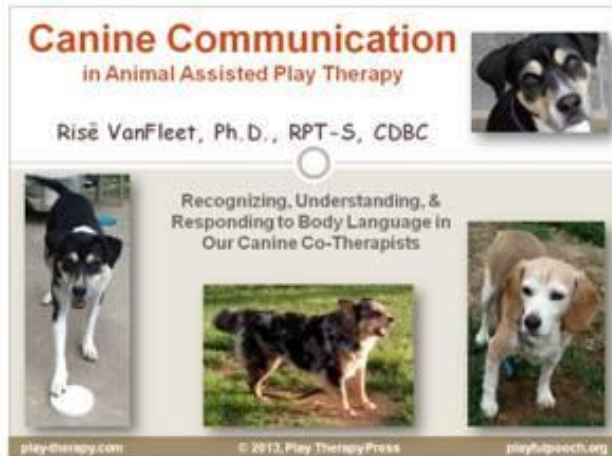 Canine Communication
in Animal Assisted Play Therapy
Risë VanFleet, Ph.D., RPT-S, CDBC
Recognizing, Understanding, &
Responding to Body Language in
Our Canine Co-Therapists
play-therapy.com © 2013, Play Therapy Press playfulpooch.org